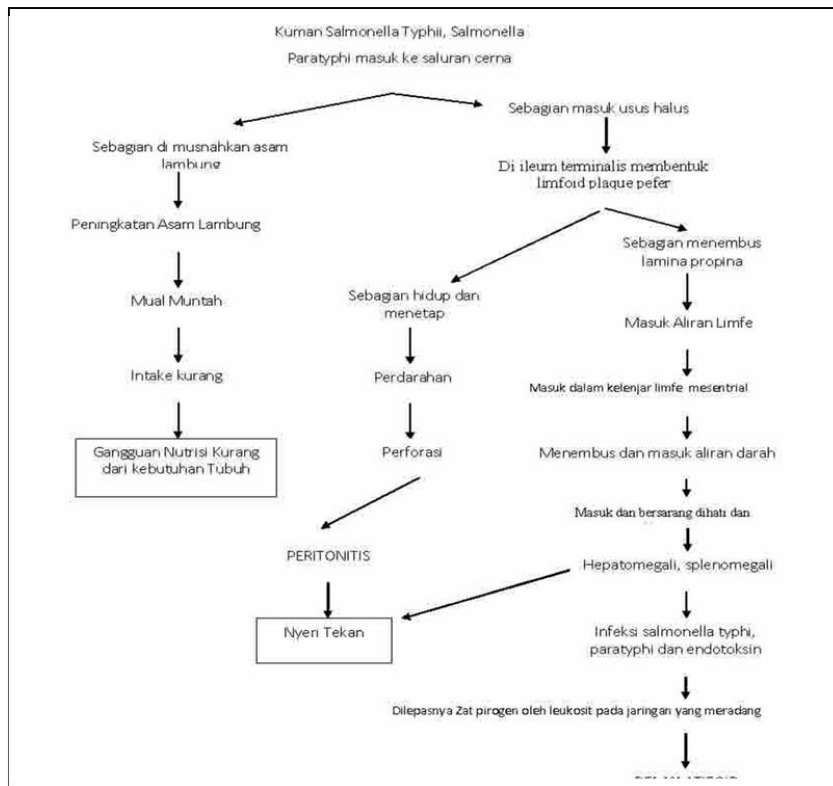 Kuman Salmonella Typhii, Salmonella
Paratyphi masuk ke saluran cerna
Sebagian masuk usus halus
Sebagian di musnahkan asam
lambung
Di ileum terminalis membentuk
limfoid plaque pefer
Peningkatan Asam Lambung
Sebagian menembus
lamina propina
Mual Muntah
Sebagian hidup dan
menetap
Masuk Aliran Limfe
Intake kurang
Perdarahan
Masuk dalam kelenjar limfe mesentrial
Gangguan Nutrisi Kurang
dari kebutuhan Tubuh
Perforasi
Menembus dan masuk aliran darah
Masuk dan bersarang dihati dan
PERITONITIS
Hepatomegali, splenomegali
Nyeri Tekan
Infeksi salmonella typhi,
paratyphi dan endotoksin
Dilepasnya Zat pirogen oleh leukosit pada jaringan yang meradang